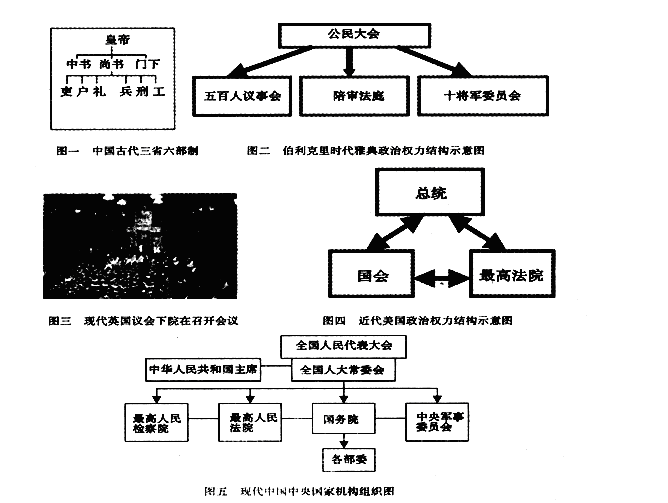 皇帝
中书 尚书 门下
吏 户 礼 兵 刑 工
图一 中国古代三省六部制
公民大会
五百人议事会 陪审法庭 十将军委员会
图二 伯利克里时代雅典政治权力结构示意图
图三 现代英国议会下院在召开会议
总统
国会 最高法院
图四 近代美国政治权力结构示意图
全国人民代表大会
中华人民共和国主席 全国人大常委会
最高人民
检察院
最高人民
法院
国务院
中央军事
委员会
各部委
图五 现代中国中央国家机构组织图